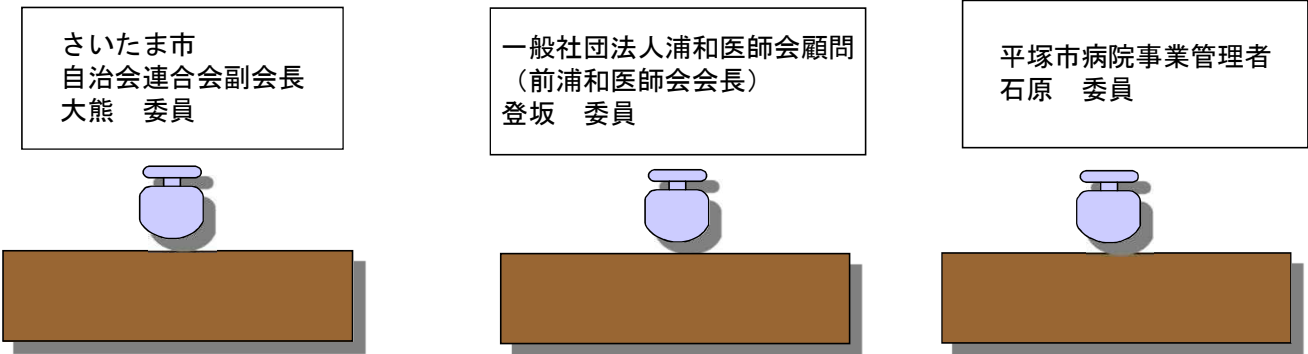 さいたま市
自治会連合会副会長
大熊　委員
一般社団法人浦和医師会顧問
（前浦和医師会会長）
登坂　委員
平塚市病院事業管理者
石原　委員